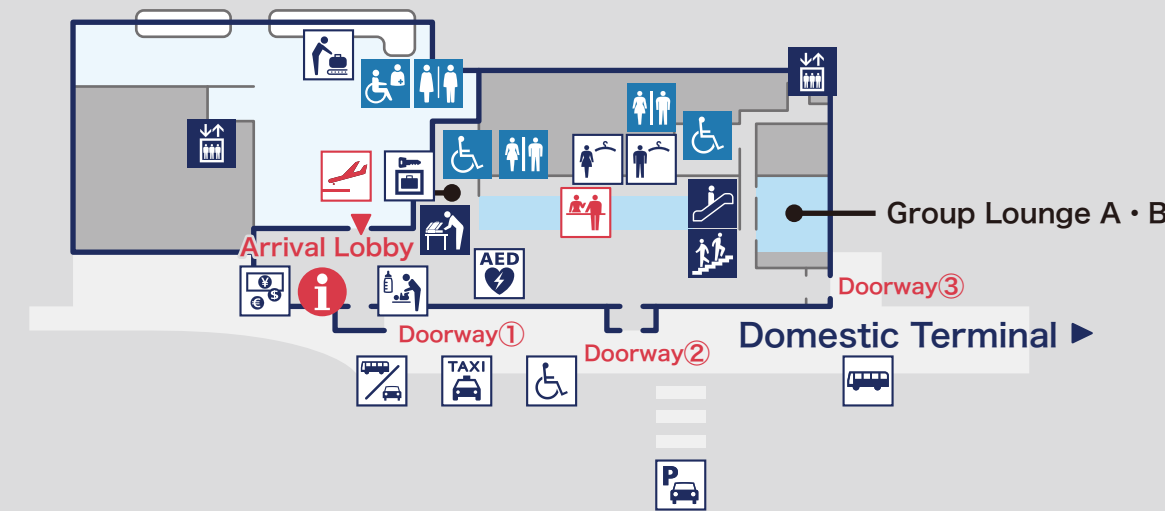 Group Lounge A・B
Arrival Lobby
AED
¥
$
€
i
Doorway③
Doorway①
Domestic Terminal ▶
Doorway②
TAXI
P